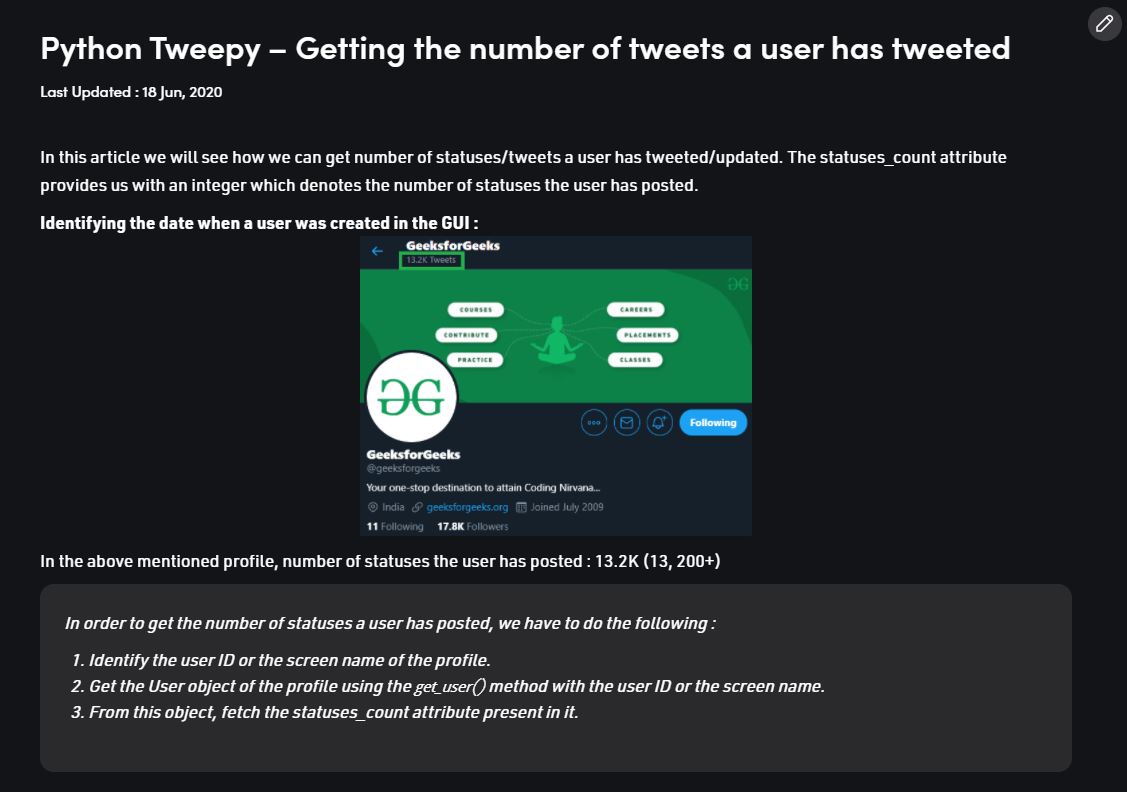 Python Tweepy – Getting the number of tweets a user has tweeted
Last Updated : 18 Jun, 2020
In this article we will see how we can get number of statuses/tweets a user has tweeted/updated. The statuses_count attribute
provides us with an integer which denotes the number of statuses the user has posted.
Identifying the date when a user was created in the GUI :
GeeksforGeeks
13.2K Tweets
COURSES
CAREERS
CONTRIBUTE
PLACEMENTS
PRACTICE
CLASSES
Following
GeeksforGeeks
@geeksforgeeks
Your one-stop destination to attain Coding Nirvana...
India geeksforgeeks.org Joined July 2009
11 Following 17.8K Followers
In the above mentioned profile, number of statuses the user has posted : 13.2K (13, 200+)
In order to get the number of statuses a user has posted, we have to do the following :
1. Identify the user ID or the screen name of the profile.
2. Get the User object of the profile using the get_user() method with the user ID or the screen name.
3. From this object, fetch the statuses_count attribute present in it.